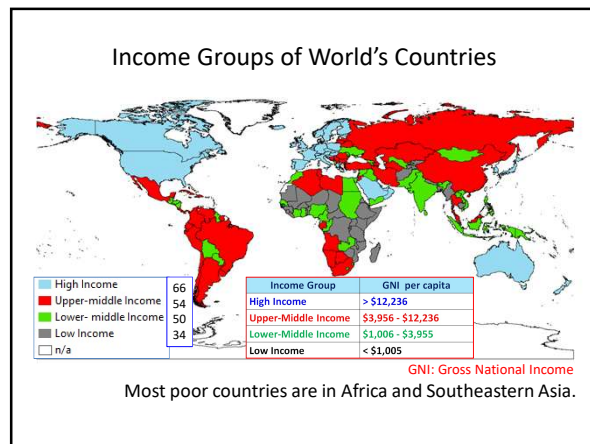 Income Groups of World's Countries
High Income 66
Upper-middle Income 54
Lower- middle Income 50
Low Income 34
n/a
Income Group GNI per capita
High Income > $12,236
Upper-Middle Income $3,956 - $12,236
Lower-Middle Income $1,006 - $3,955
Low Income < $1,005
GNI: Gross National Income
Most poor countries are in Africa and Southeastern Asia.